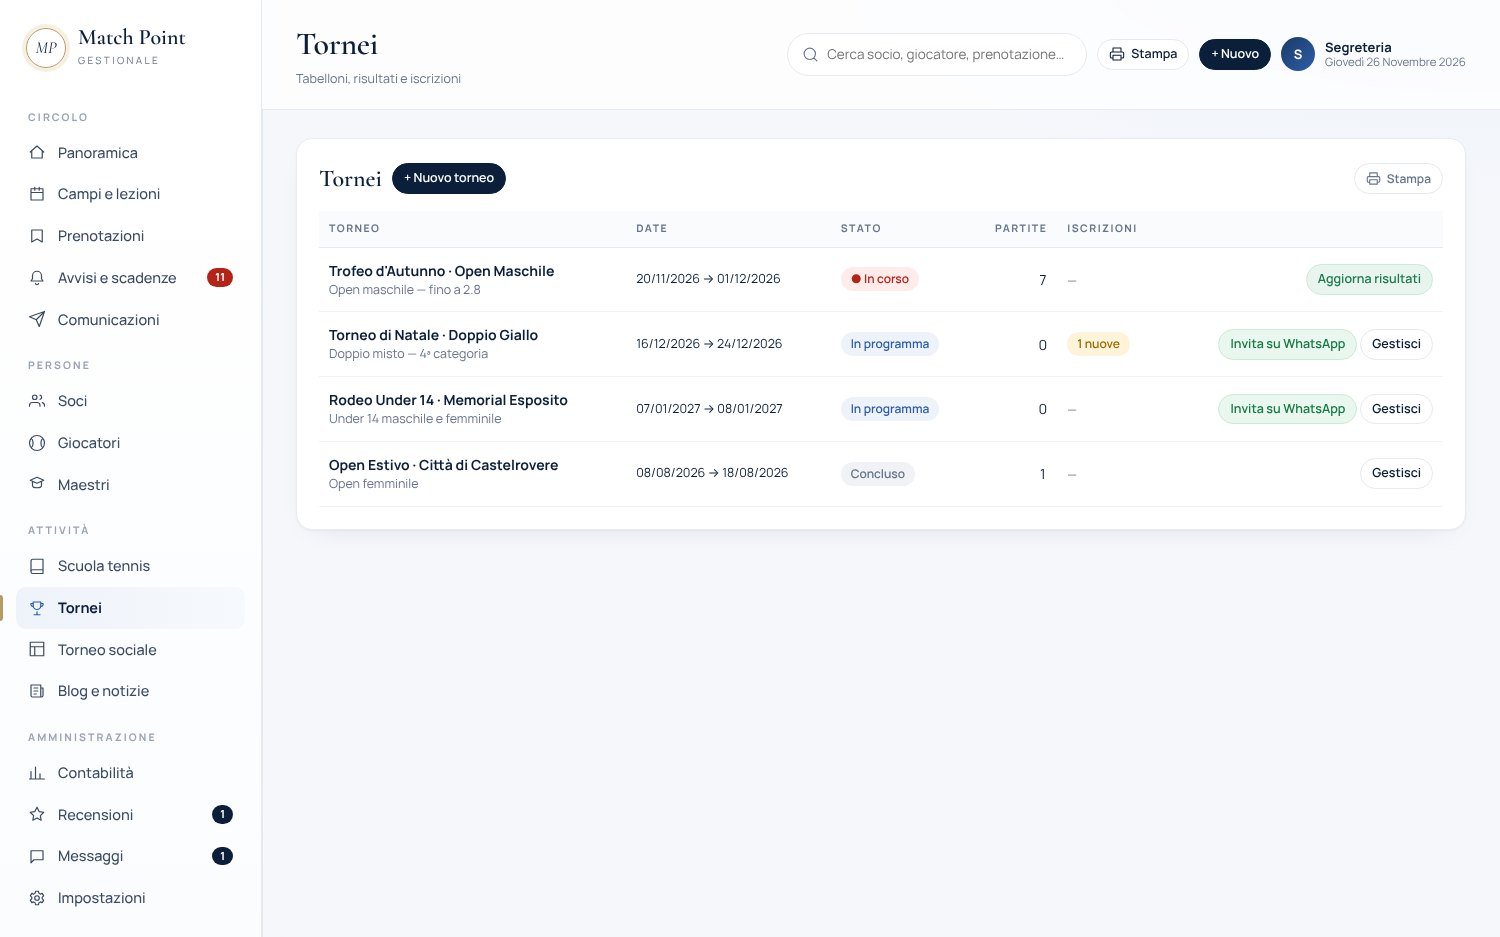 MP
Match Point
GESTIONALE
CIRCOLO
Panoramica
Campi e lezioni
Prenotazioni
Avvisi e scadenze 11
Comunicazioni
PERSONE
Soci
Giocatori
Maestri
ATTIVITÀ
Scuola tennis
Tornei
Torneo sociale
Blog e notizie
AMMINISTRAZIONE
Contabilità
Recensioni 1
Messaggi 1
Impostazioni
Tornei
Tabelloni, risultati e iscrizioni
Cerca socio, giocatore, prenotazione...
Stampa
+ Nuovo
S
Segreteria
Giovedì 26 Novembre 2026
Tornei
+ Nuovo torneo
Stampa
TORNEO DATE STATO PARTITE ISCRIZIONI
Trofeo d'Autunno · Open Maschile
Open maschile — fino a 2.8
20/11/2026 → 01/12/2026
In corso
7
—
Aggiorna risultati
Torneo di Natale · Doppio Giallo
Doppio misto — 4ª categoria
16/12/2026 → 24/12/2026
In programma
0
1 nuove
Invita su WhatsApp
Gestisci
Rodeo Under 14 · Memorial Esposito
Under 14 maschile e femminile
07/01/2027 → 08/01/2027
In programma
0
—
Invita su WhatsApp
Gestisci
Open Estivo · Città di Castelrovere
Open femminile
08/08/2026 → 18/08/2026
Concluso
1
—
Gestisci